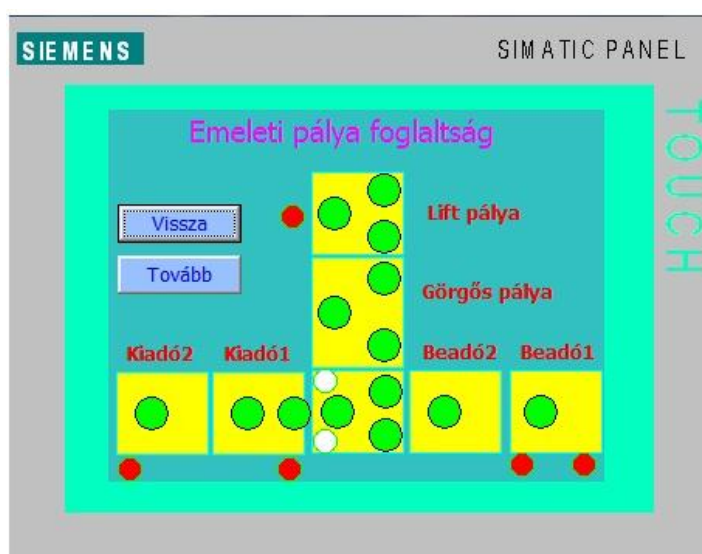 SIEMENS
SIMATIC PANEL
TOUCH
Emeleti pálya foglaltság
Vissza
Lift pálya
Tovább
Görgős pálya
Kiadó2
Kiadó1
Beadó2
Beadó1